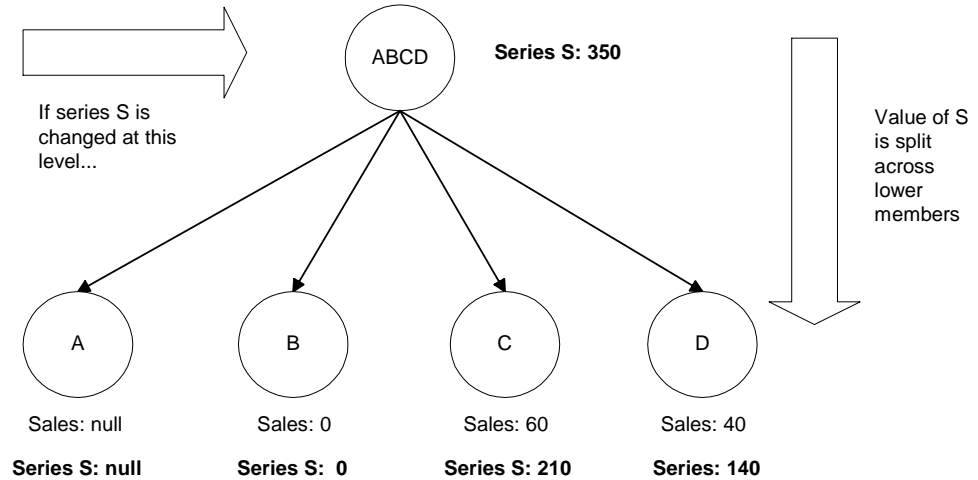 ABCD
Series S: 350
If series S is
changed at this
level...
Value of S
is split
across
lower
members
A
B
C
D
Sales: null
Sales: 0
Sales: 60
Sales: 40
Series S: null
Series S:  0
Series S: 210
Series: 140